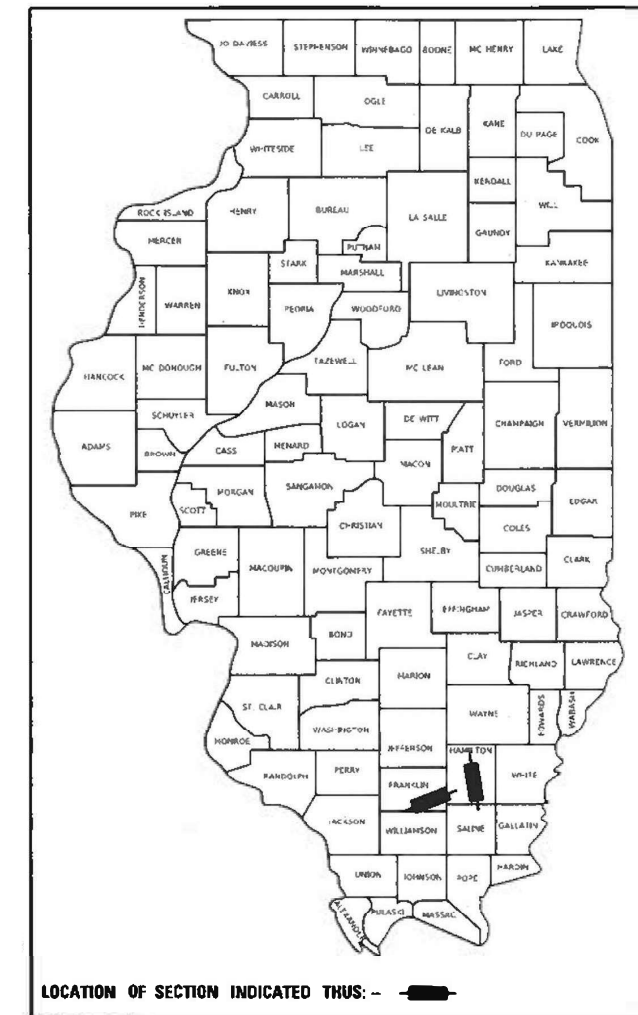 JO DAVIESS STEPHENSON WINNEBAGO BOONE MC HENRY LAKE
CARROLL OGLE DE KALB KANE DU PAGE COOK
WHITESIDE LEE
KENDALL WILL
ROCK ISLAND HENRY BUREAU LA SALLE GRUNDY
MERCER PUTNAM KANKAKEE
STARK MARSHALL
HENDERSON WARREN KNOX PEORIA WOODFORD LIVINGSTON IROQUOIS
HANCOCK MC DONOUGH FULTON TAZEWELL MC LEAN FORD
SCHUYLER MASON LOGAN DE WITT CHAMPAIGN VERMILION
ADAMS BROWN CASS MENARD MACON PIATT
PIKE SCOTT MORGAN SANGAMON MOULTRIE DOUGLAS EDGAR
CHRISTIAN COLES
CALHOUN GREENE MACOUPIN MONTGOMERY SHELBY CUMBERLAND CLARK
JERSEY FAYETTE EFFINGHAM JASPER CRAWFORD
MADISON BOND
CLINTON MARION CLAY RICHLAND LAWRENCE
ST. CLAIR WASHINGTON WAYNE EDWARDS WABASH
MONROE JEFFERSON HAMILTON
RANDOLPH PERRY FRANKLIN WHITE
JACKSON WILLIAMSON SALINE GALLATIN
UNION JOHNSON POPE HARDIN
ALEXANDER PULASKI MASSAC
LOCATION OF SECTION INDICATED THUS: -